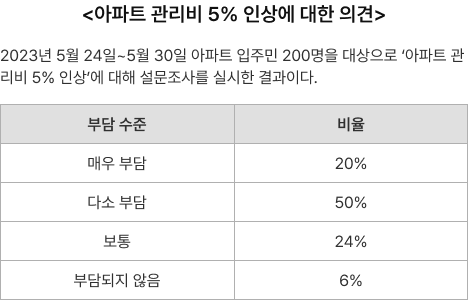 <아파트 관리비 5% 인상에 대한 의견>
2023년 5월 24일~5월 30일 아파트 입주민 200명을 대상으로 ‘아파트 관
리비 5% 인상’에 대해 설문조사를 실시한 결과이다.
부담 수준 비율
매우 부담 20%
다소 부담 50%
보통 24%
부담되지 않음 6%